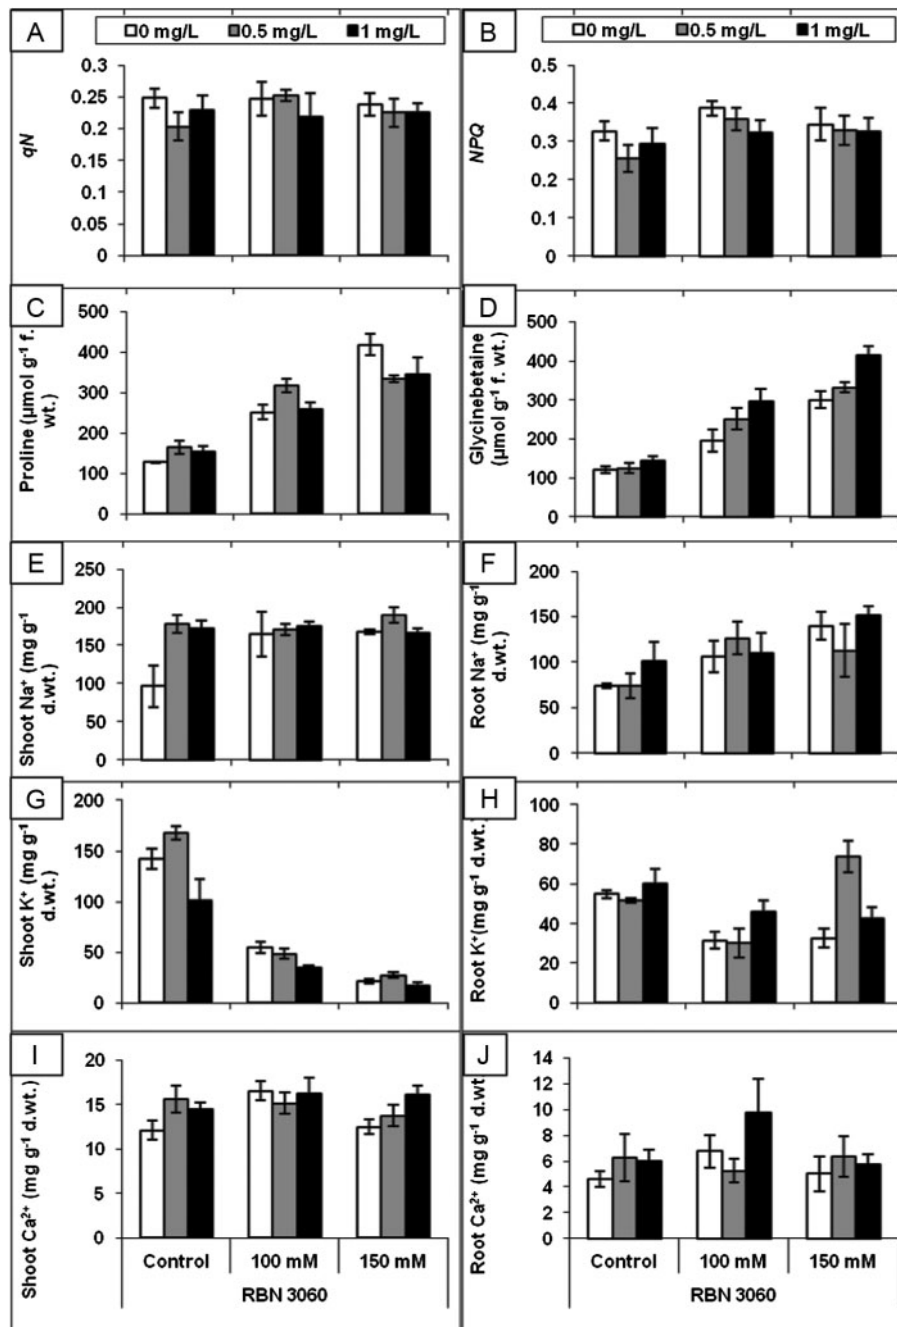 A
0 mg/L 0.5 mg/L 1 mg/L
0.3
0.25
0.2
0.15
0.1
0.05
0
qN
B
0 mg/L 0.5 mg/L 1 mg/L
0.5
0.4
0.3
0.2
0.1
0
NPQ
C
500
400
300
200
100
0
Proline (µmol g⁻¹ f.
wt.)
D
500
400
300
200
100
0
Glycinebetaine
(µmol g⁻¹ f. wt.)
E
250
200
150
100
50
0
Shoot Na⁺ (mg g⁻¹
d.wt.)
F
200
150
100
50
0
Root Na⁺ (mg g⁻¹
d.wt.)
G
200
150
100
50
0
Shoot K⁺ (mg g⁻¹
d.wt.)
H
100
80
60
40
20
0
Root K⁺(mg g⁻¹ d.wt.)
I
20
15
10
5
0
Shoot Ca²⁺ (mg g⁻¹ d.wt.)
Control 100 mM 150 mM
RBN 3060
J
14
12
10
8
6
4
2
0
Root Ca²⁺ (mg g⁻¹ d.wt.
Control 100 mM 150 mM
RBN 3060